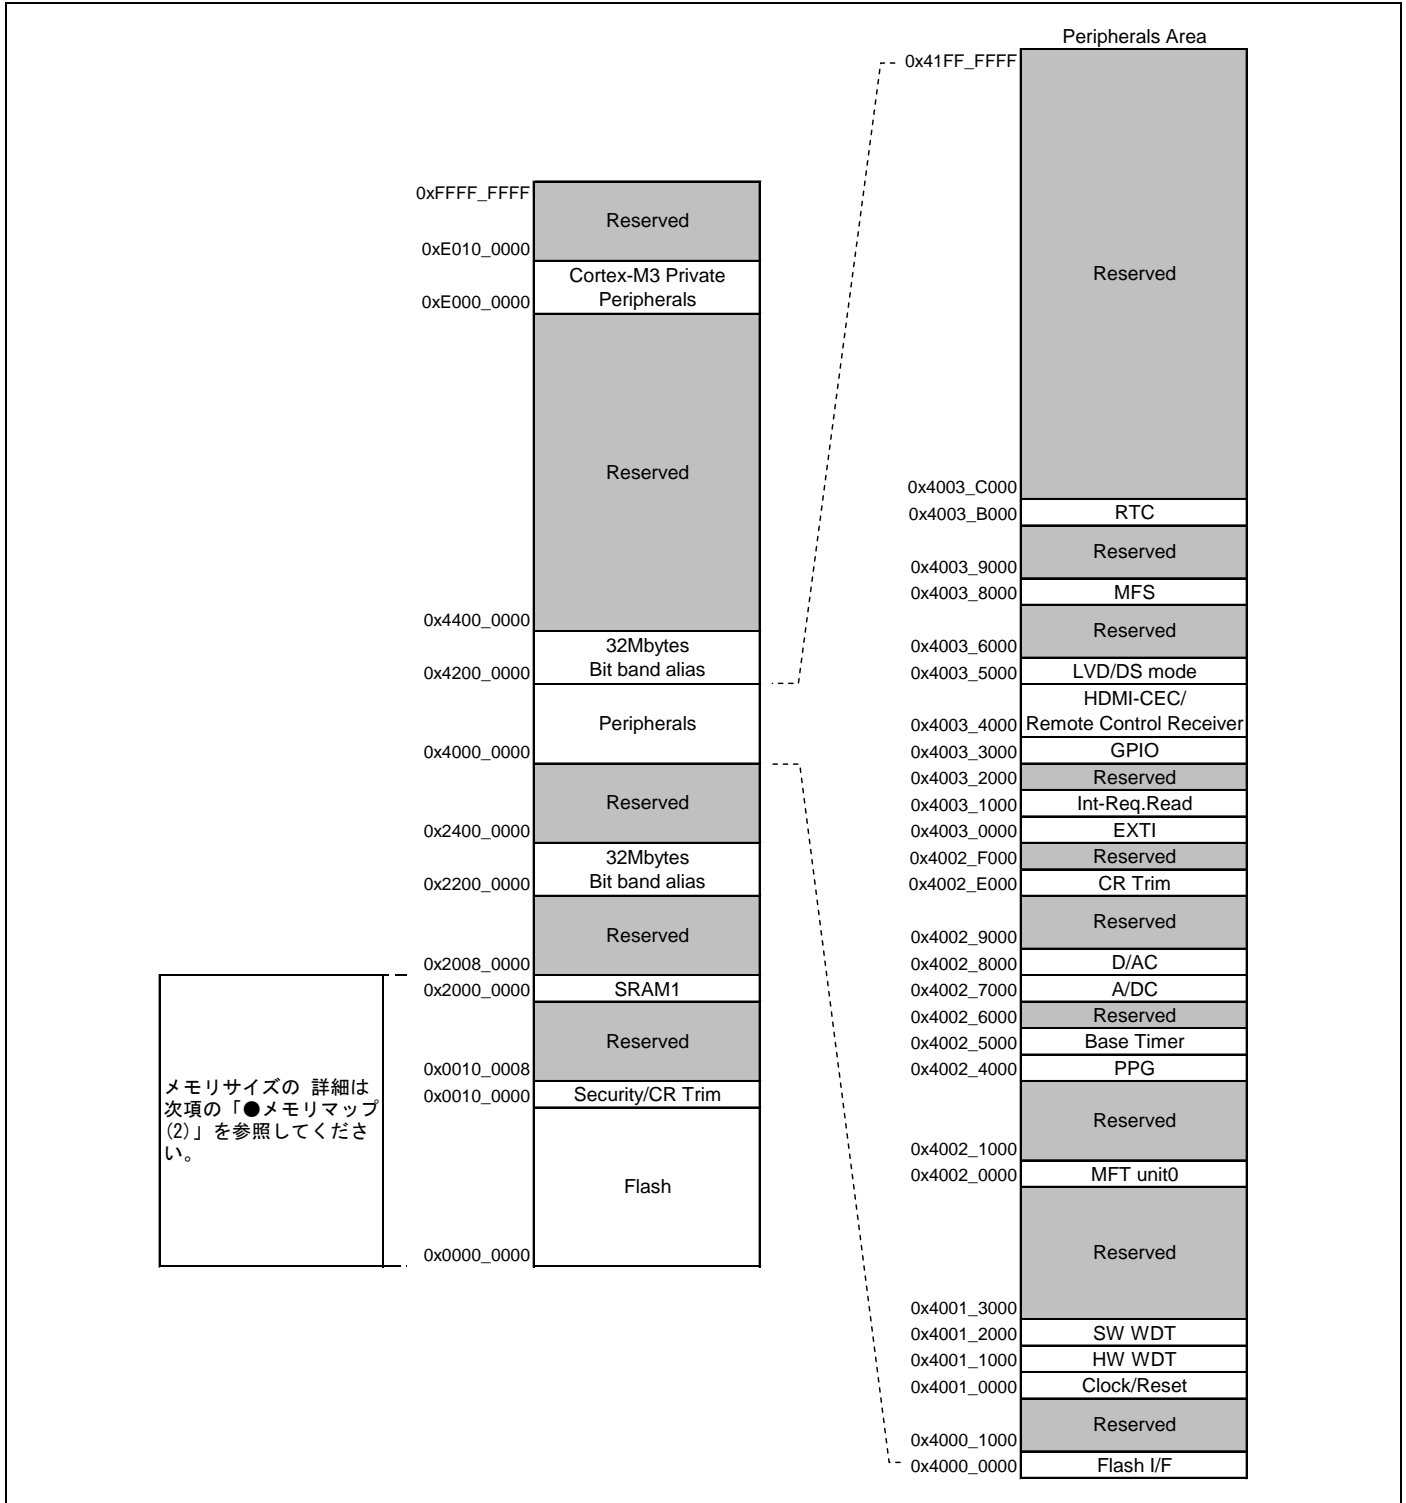 Peripherals Area
0x41FF_FFFF
Reserved
0x4003_C000
0x4003_B000 RTC
Reserved
0x4003_9000
0x4003_8000 MFS
Reserved
0x4003_6000
0x4003_5000 LVD/DS mode
HDMI-CEC/
0x4003_4000 Remote Control Receiver
0x4003_3000 GPIO
0x4003_2000 Reserved
0x4003_1000 Int-Req.Read
0x4003_0000 EXTI
0x4002_F000 Reserved
0x4002_E000 CR Trim
Reserved
0x4002_9000
0x4002_8000 D/AC
0x4002_7000 A/DC
0x4002_6000 Reserved
0x4002_5000 Base Timer
0x4002_4000 PPG
Reserved
0x4002_1000
0x4002_0000 MFT unit0
Reserved
0x4001_3000
0x4001_2000 SW WDT
0x4001_1000 HW WDT
0x4001_0000 Clock/Reset
Reserved
0x4000_1000
0x4000_0000 Flash I/F
0xFFFF_FFFF
Reserved
0xE010_0000
Cortex-M3 Private
0xE000_0000 Peripherals
Reserved
0x4400_0000
32Mbytes
0x4200_0000 Bit band alias
Peripherals
0x4000_0000
Reserved
0x2400_0000
32Mbytes
0x2200_0000 Bit band alias
Reserved
0x2008_0000
0x2000_0000 SRAM1
Reserved
0x0010_0008
0x0010_0000 Security/CR Trim
Flash
0x0000_0000
メモリサイズの 詳細は
次項の「●メモリマップ
(2)」を参照してくださ
い。